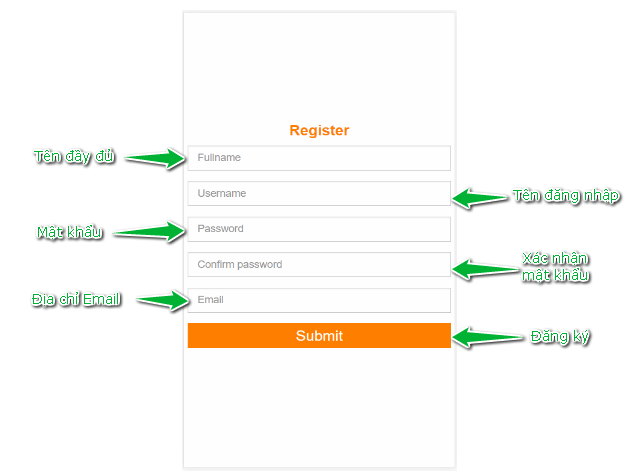 Register
Tên đầy đủ
Fullname
Username
Tên đăng nhập
Mật khẩu
Password
Confirm password
Xác nhận
mật khẩu
Địa chỉ Email
Email
Submit
Đăng ký